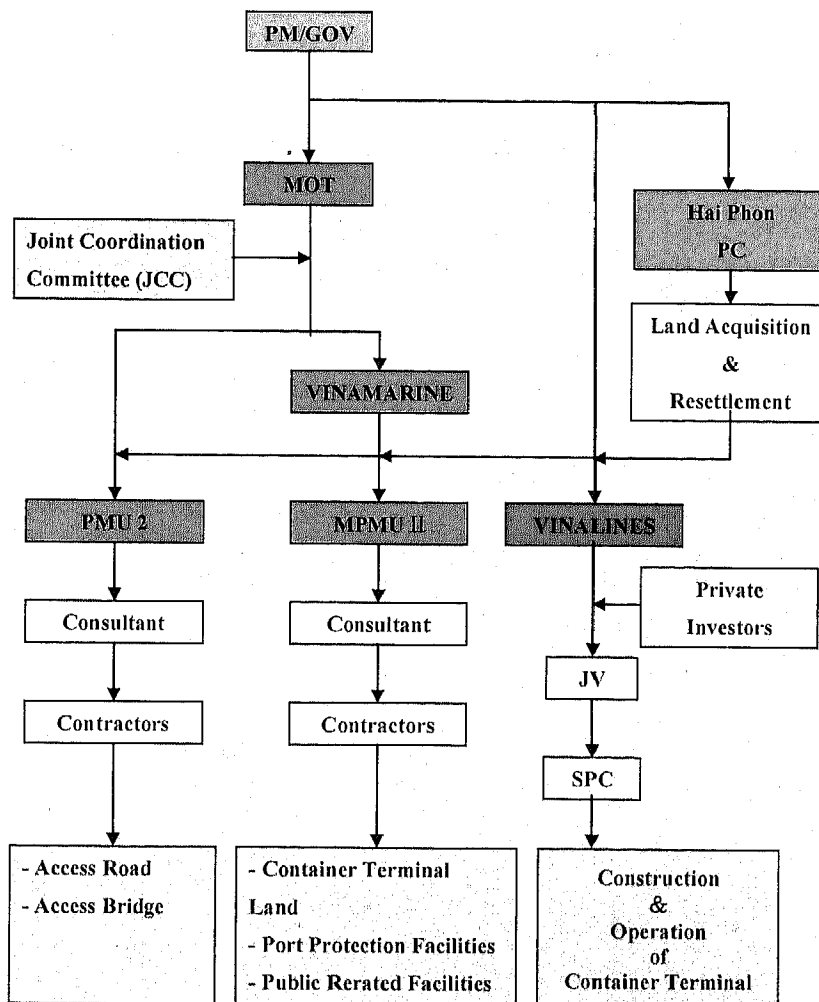 PM/GOV
MOT
Joint Coordination
Committee (JCC)
Hai Phon
PC
Land Acquisition
&
Resettlement
VINAMARINE
PMU 2
MPMU II
VINALINES
Consultant
Consultant
Private
Investors
JV
Contractors
Contractors
SPC
- Access Road
- Access Bridge
- Container Terminal
Land
- Port Protection Facilities
- Public Rerated Facilities
Construction
&
Operation
of
Container Terminal